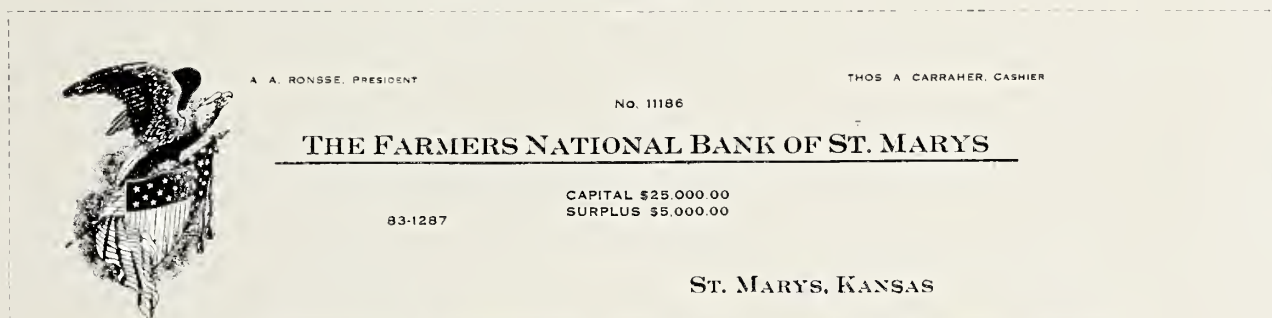 A. A. RONSSE, PRESIDENT
THOS A CARRAHER, CASHIER
No. 11186
THE FARMERS NATIONAL BANK OF ST. MARYS
CAPITAL $25,000.00
SURPLUS $5,000.00
83-1287
ST. MARYS, KANSAS